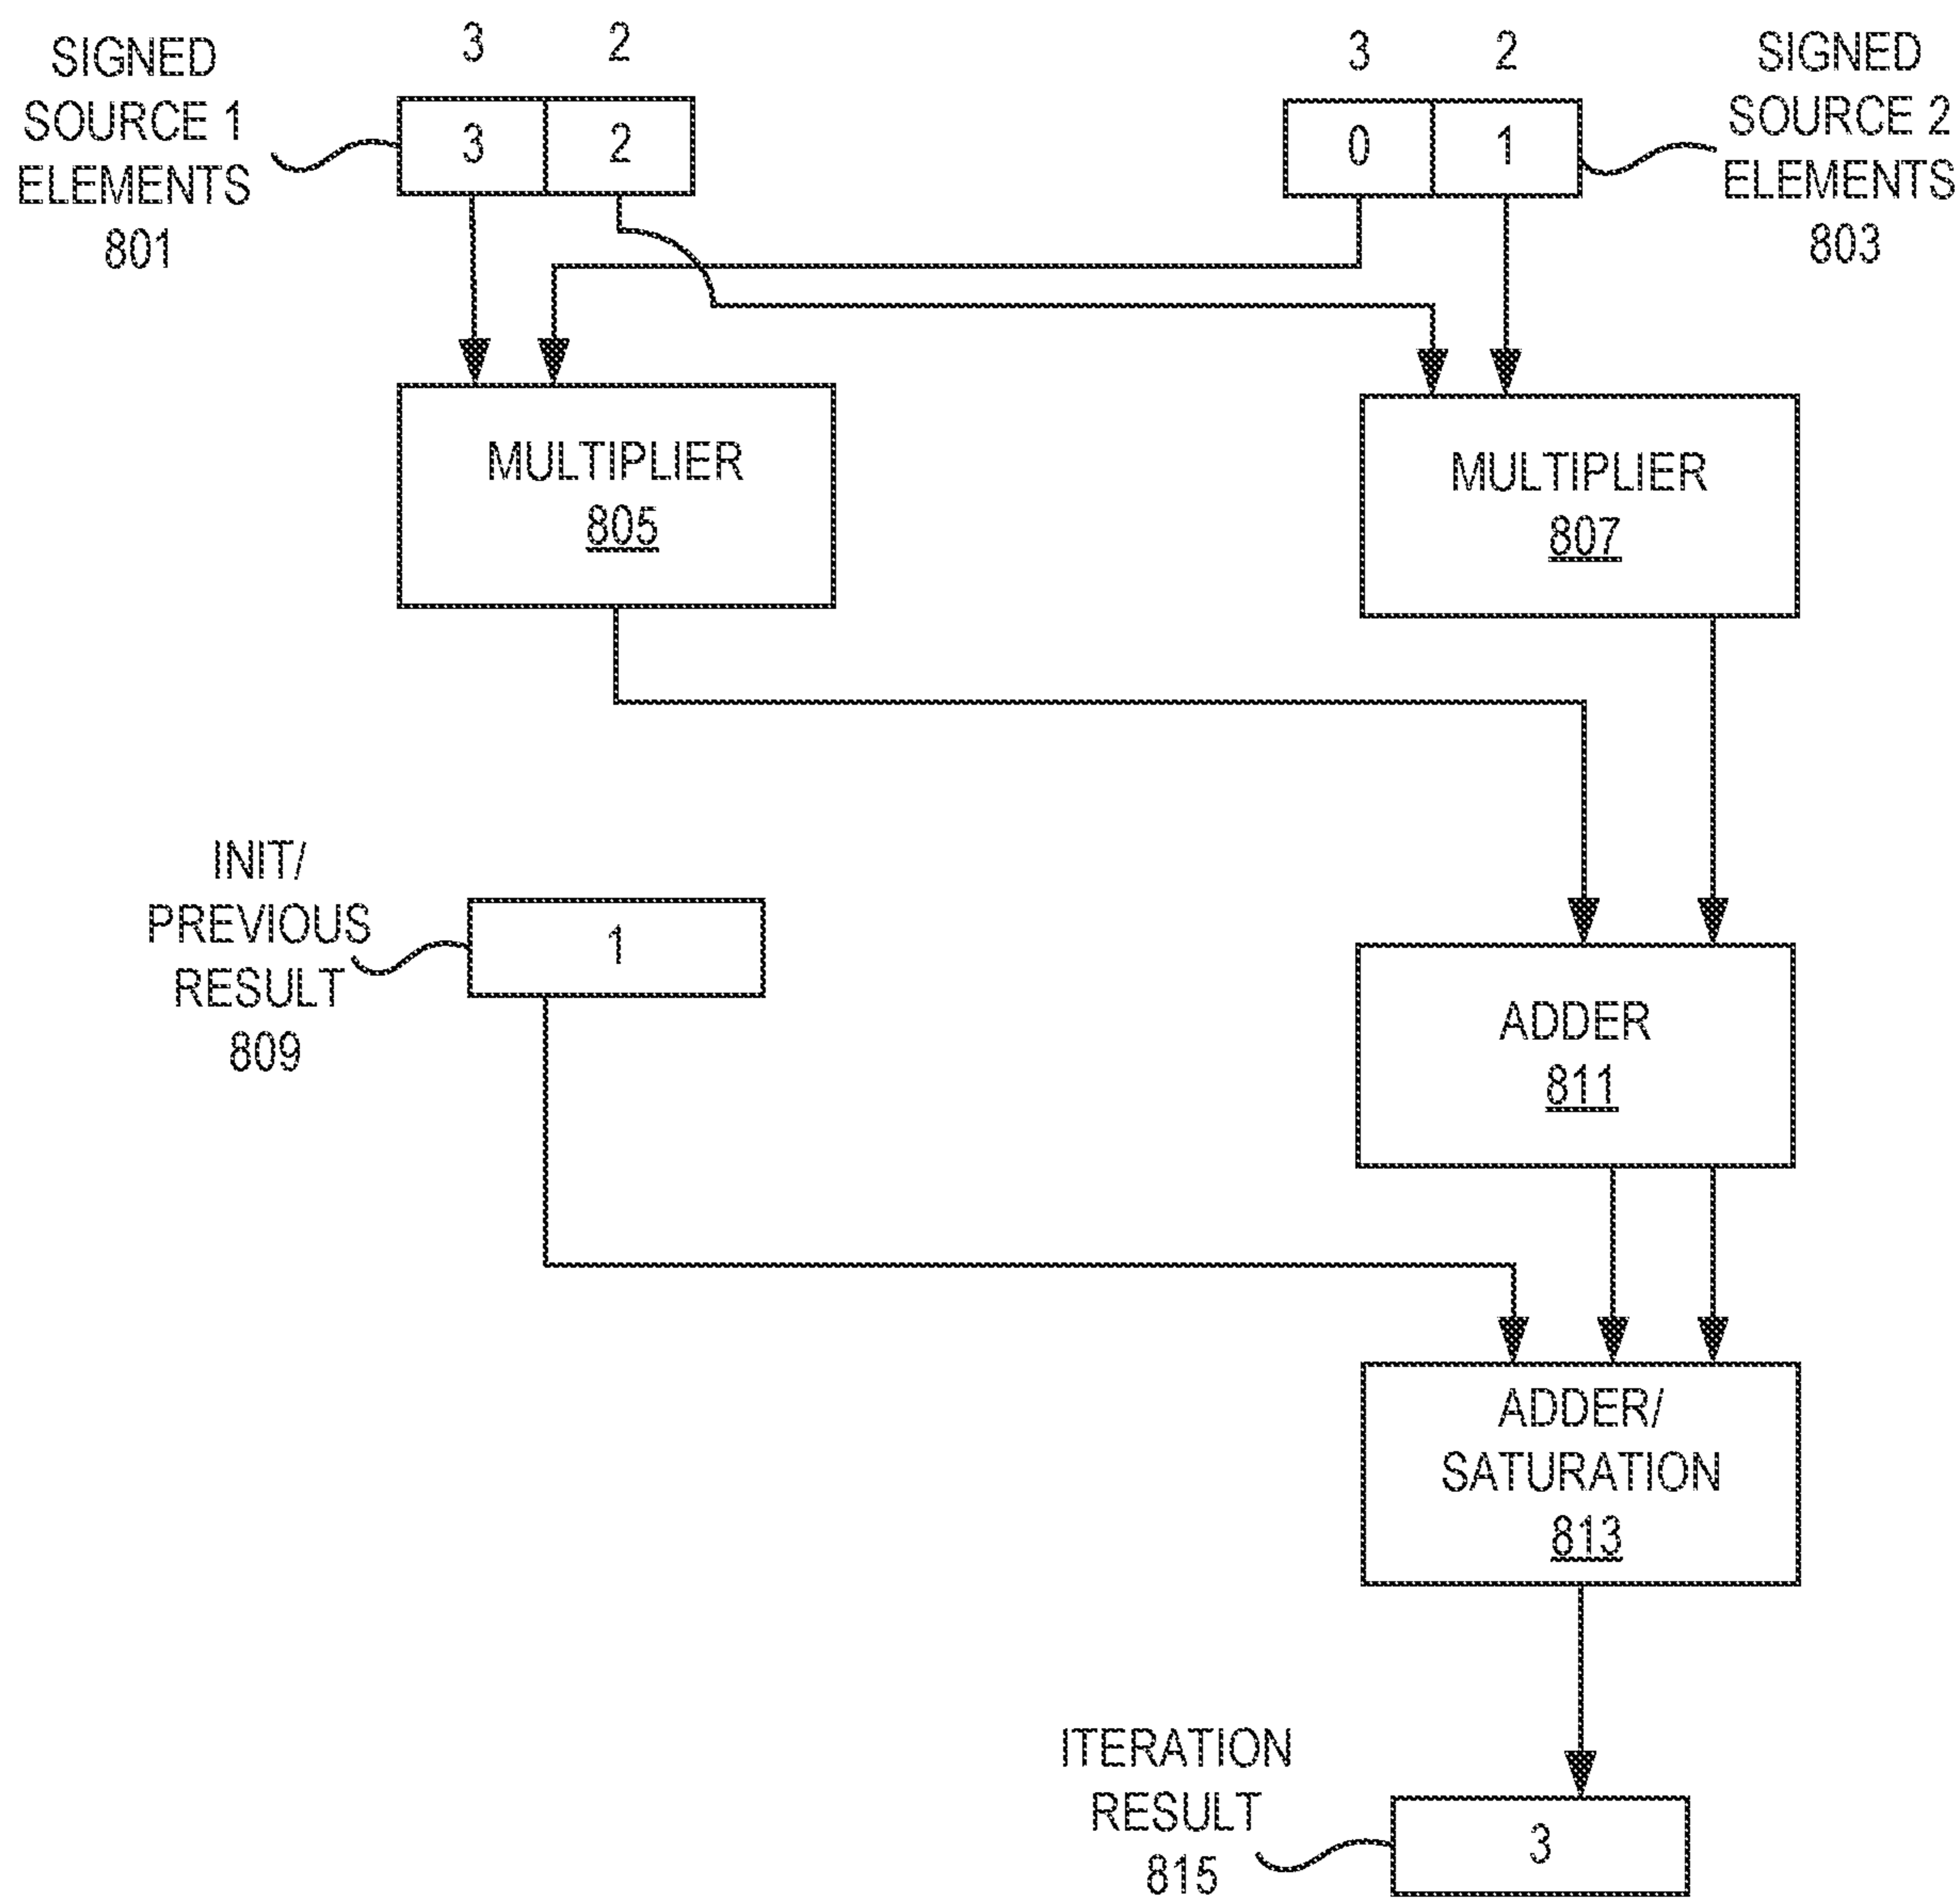 3 2
3 2
SIGNED
SOURCE 1
ELEMENTS
801
3 2
0 1
SIGNED
SOURCE 2
ELEMENTS
803
MULTIPLIER
805
MULTIPLIER
807
INIT/
PREVIOUS
RESULT
809
1
ADDER
811
ADDER/
SATURATION
813
ITERATION
RESULT
815
3